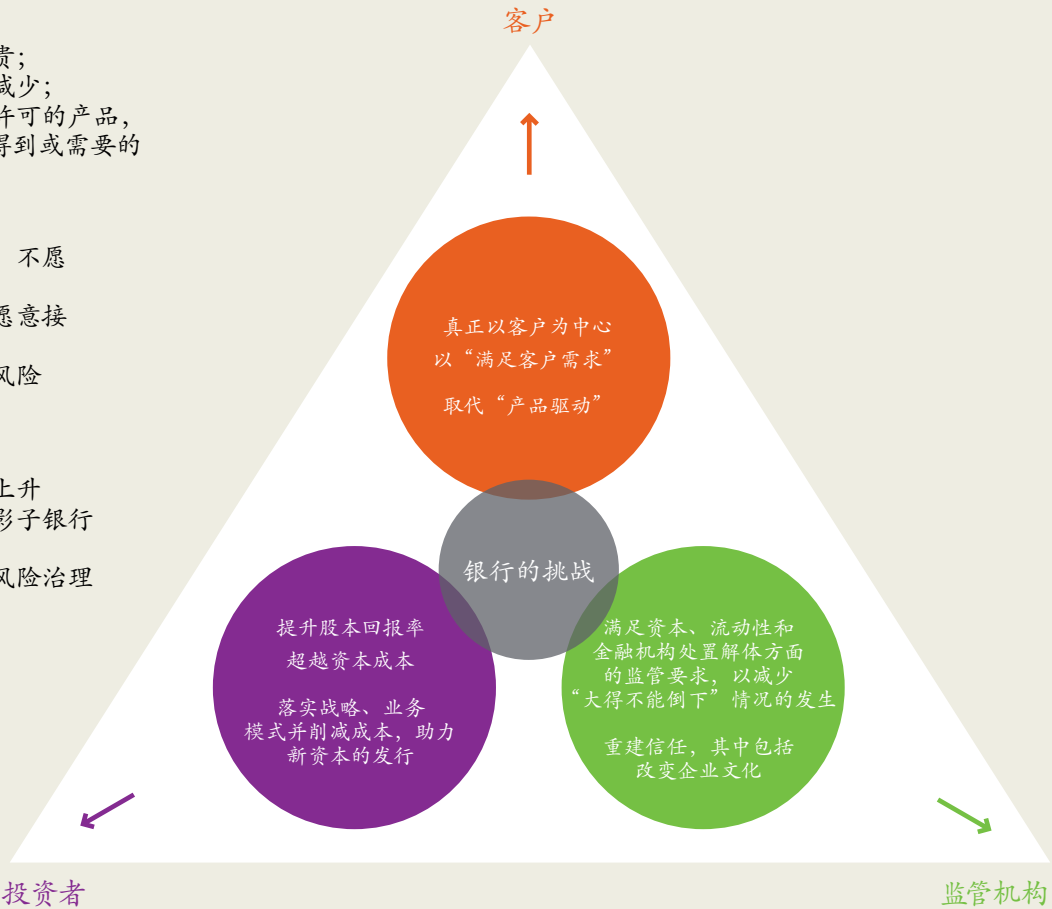 客户
贵；
减少；
许可的产品，
得到或需要的
不愿
愿意接
风险
上升
影子银行
风险治理
真正以客户为中心
以“满足客户需求”
取代“产品驱动”
银行的挑战
提升股本回报率
超越资本成本
落实战略、业务
模式并削减成本，助力
新资本的发行
满足资本、流动性和
金融机构处置解体方面
的监管要求，以减少
“大得不能倒下”情况的发生
重建信任，其中包括
改变企业文化
投资者
监管机构